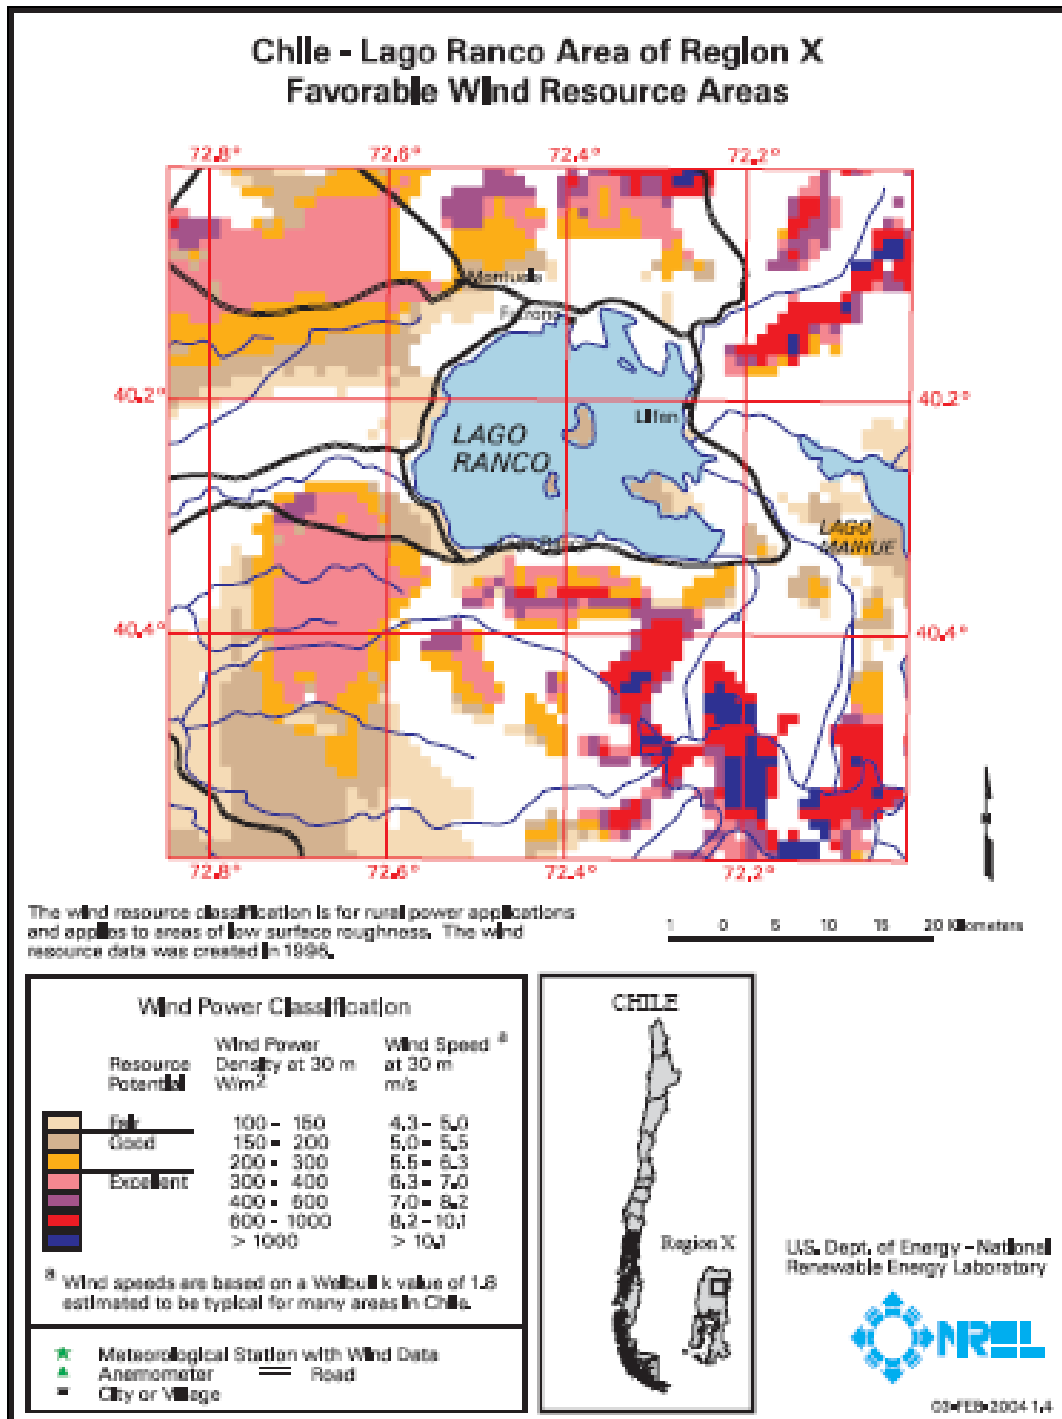 Chile - Lago Ranco Area of Region X
Favorable Wind Resource Areas
72.8° 72.6° 72.4° 72.2°
Futrono
40.2° 40.2°
Llifen
LAGO
RANCO
LAGO
MAIHUE
40.4° 40.4°
72.8° 72.6° 72.4° 72.2°
The wind resource classification is for rural power applications
and applies to areas of low surface roughness. The wind
resource data was created in 1998.
1 0 5 10 15 20 Kilometers
Wind Power Classification
Resource Potential
Wind Power Density at 30 m W/m2
Wind Speed a at 30 m m/s
Fair 100 - 150 4.3 - 5.0
Good 150 - 200 5.0 - 5.5
200 - 300 5.5 - 6.3
Excellent 300 - 400 6.3 - 7.0
400 - 600 7.0 - 8.2
600 - 1000 8.2 - 10.1
> 1000 > 10.1
a Wind speeds are based on a Weibull k value of 1.8
estimated to be typical for many areas in Chile.
Meteorological Station with Wind Data
Anemometer Road
City or Village
CHILE
Region X
U.S. Dept. of Energy - National
Renewable Energy Laboratory
NREL
03-FEB-2004 1.4